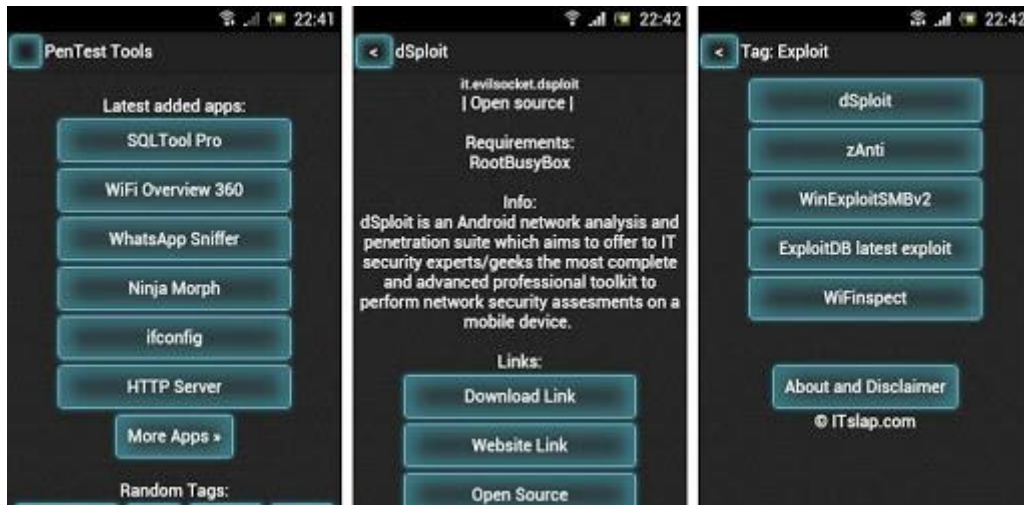 22:41
PenTest Tools
Latest added apps:
SQLTool Pro
WiFi Overview 360
WhatsApp Sniffer
Ninja Morph
ifconfig
HTTP Server
More Apps »
Random Tags:
22:42
< dSploit
it.evilsocket.dsploit
| Open source |
Requirements:
RootBusyBox
Info:
dSploit is an Android network analysis and
penetration suite which aims to offer to IT
security experts/geeks the most complete
and advanced professional toolkit to
perform network security assesments on a
mobile device.
Links:
Download Link
Website Link
Open Source
22:42
< Tag: Exploit
dSploit
zAnti
WinExploitSMBv2
ExploitDB latest exploit
WiFinspect
About and Disclaimer
© ITslap.com